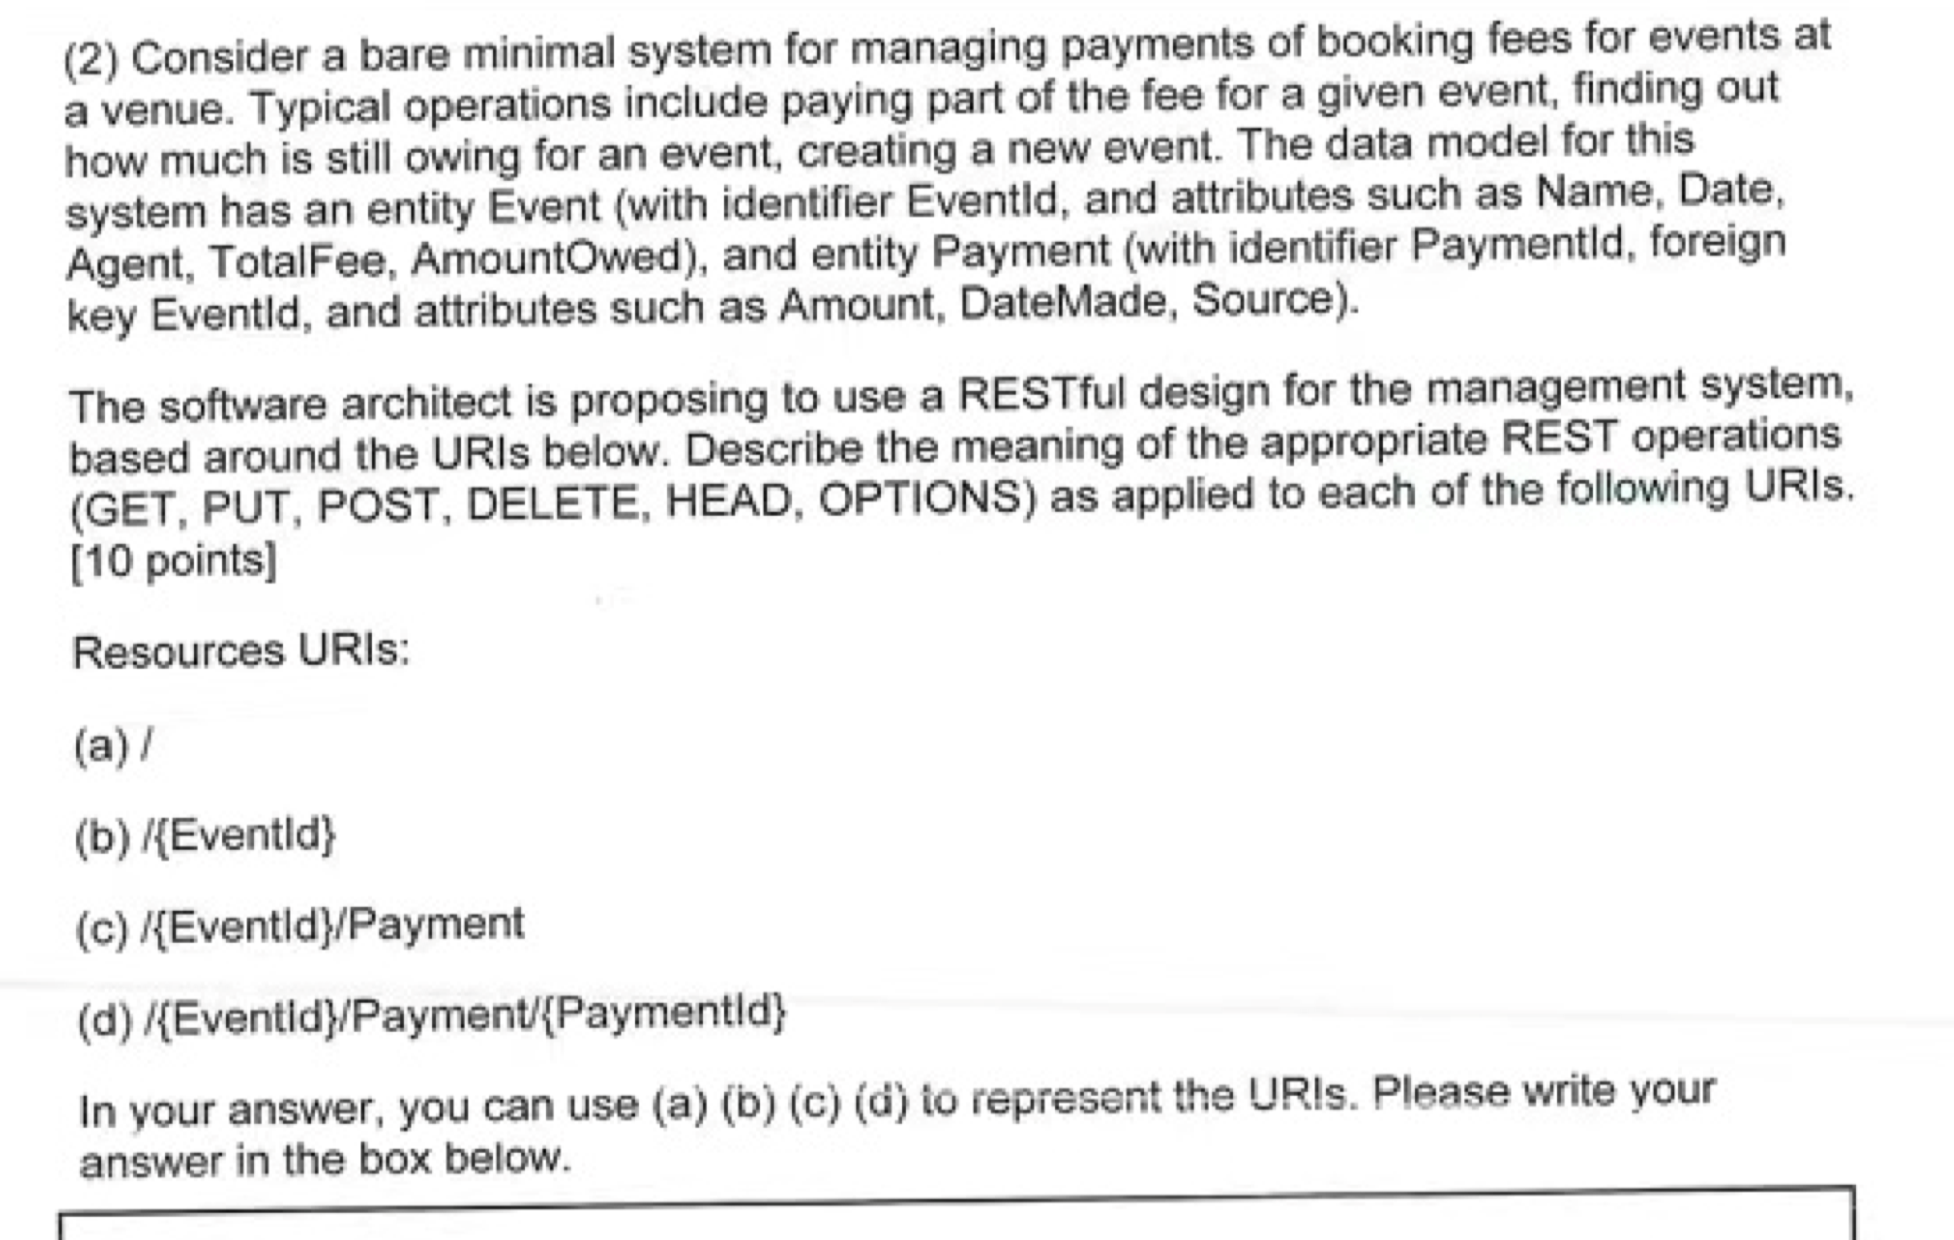 (2) Consider a bare minimal system for managing payments of booking fees for events at
a venue. Typical operations include paying part of the fee for a given event, finding out
how much is still owing for an event, creating a new event. The data model for this
system has an entity Event (with identifier EventId, and attributes such as Name, Date,
Agent, TotalFee, AmountOwed), and entity Payment (with identifier PaymentId, foreign
key EventId, and attributes such as Amount, DateMade, Source).
The software architect is proposing to use a RESTful design for the management system,
based around the URIs below. Describe the meaning of the appropriate REST operations
(GET, PUT, POST, DELETE, HEAD, OPTIONS) as applied to each of the following URIs.
[10 points]
Resources URIs:
(a) /
(b) /{EventId}
(c) /{EventId}/Payment
(d) /{EventId}/Payment/{PaymentId}
In your answer, you can use (a) (b) (c) (d) to represent the URIs. Please write your
answer in the box below.